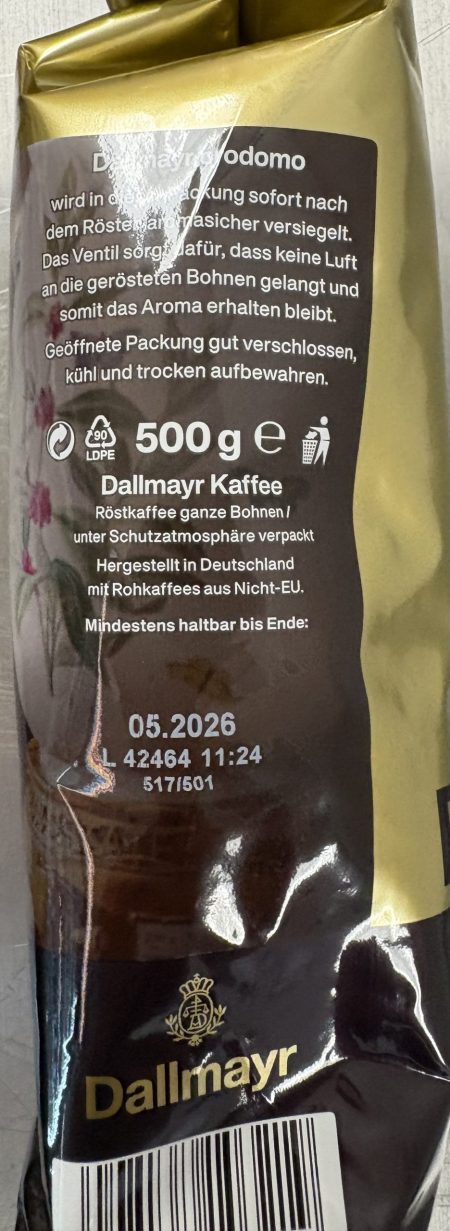 Dallmayr prodomo
wird in die Packung sofort nach
dem Rösten aromasicher versiegelt.
Das Ventil sorgt dafür, dass keine Luft
an die gerösteten Bohnen gelangt und
somit das Aroma erhalten bleibt.
Geöffnete Packung gut verschlossen,
kühl und trocken aufbewahren.
90
LDPE
500 g ℮
Dallmayr Kaffee
Röstkaffee ganze Bohnen /
unter Schutzatmosphäre verpackt
Hergestellt in Deutschland
mit Rohkaffees aus Nicht-EU.
Mindestens haltbar bis Ende:
05.2026
L 42464 11:24
517/501
Dallmayr